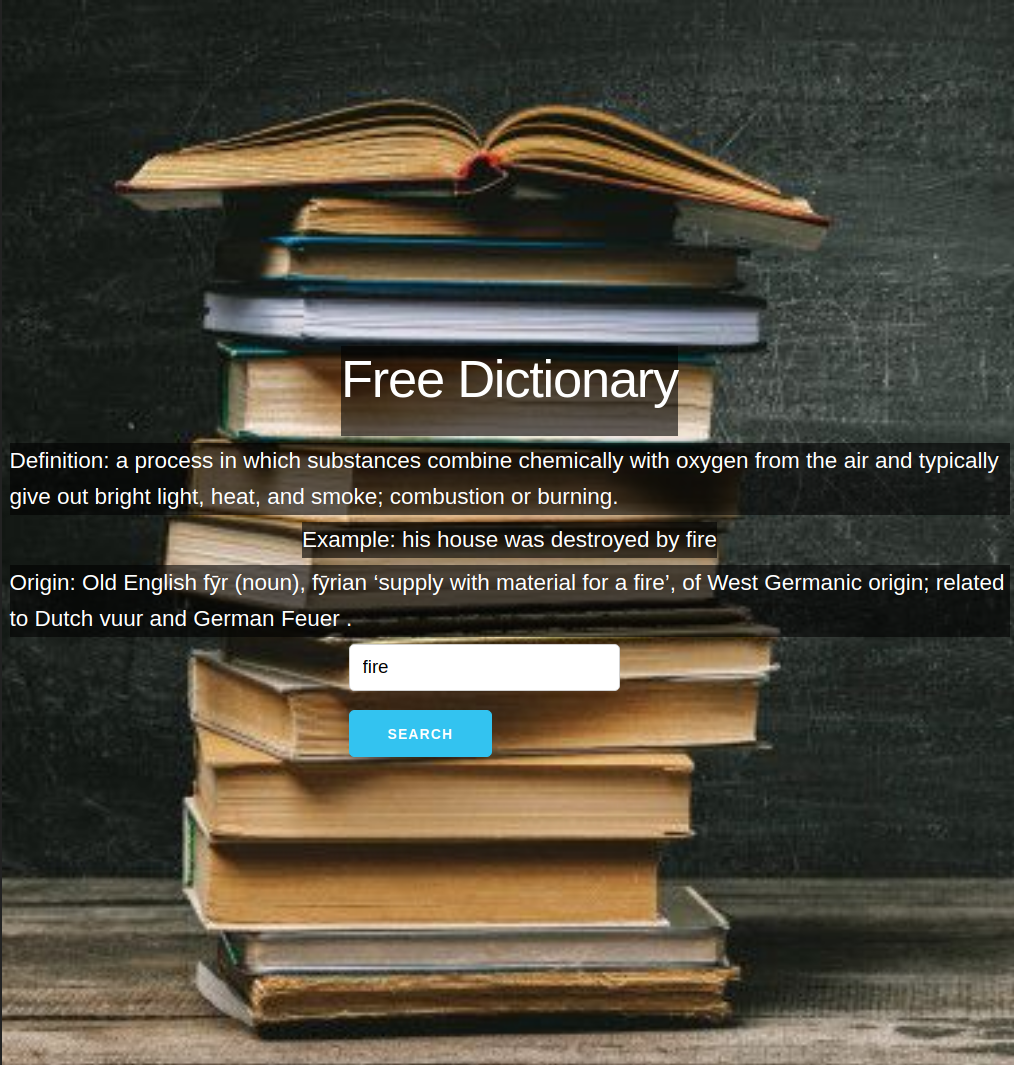 Free Dictionary
Definition: a process in which substances combine chemically with oxygen from the air and typically
give out bright light, heat, and smoke; combustion or burning.
Example: his house was destroyed by fire
Origin: Old English fȳr (noun), fȳrian ‘supply with material for a fire’, of West Germanic origin; related
to Dutch vuur and German Feuer .
fire
SEARCH